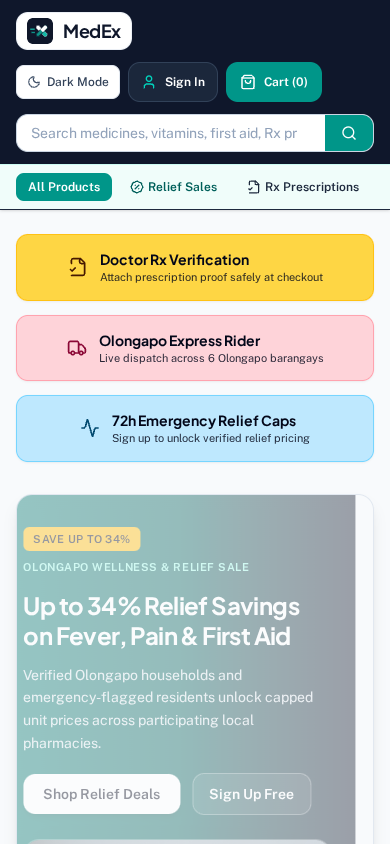 MedEx
Dark Mode
Sign In
Cart (0)
Search medicines, vitamins, first aid, Rx pr
All Products
Relief Sales
Rx Prescriptions
Doctor Rx Verification
Attach prescription proof safely at checkout
Olongapo Express Rider
Live dispatch across 6 Olongapo barangays
72h Emergency Relief Caps
Sign up to unlock verified relief pricing
SAVE UP TO 34%
OLONGAPO WELLNESS & RELIEF SALE
Up to 34% Relief Savings
on Fever, Pain & First Aid
Verified Olongapo households and
emergency-flagged residents unlock capped
unit prices across participating local
pharmacies.
Shop Relief Deals
Sign Up Free